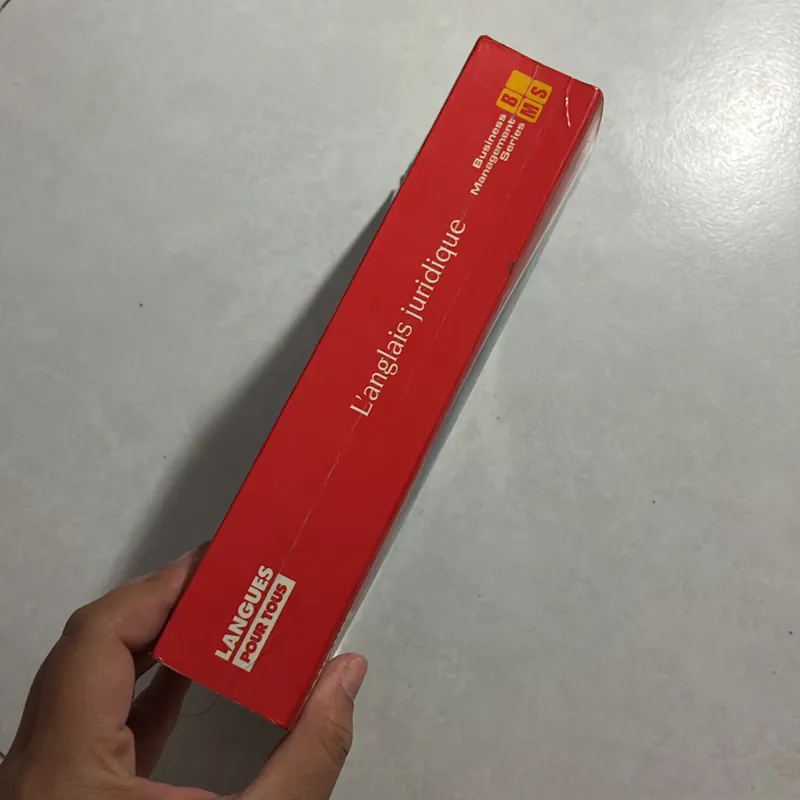 LANGUES
POUR TOUS
L'anglais juridique
Business
Management
Series
B
M S